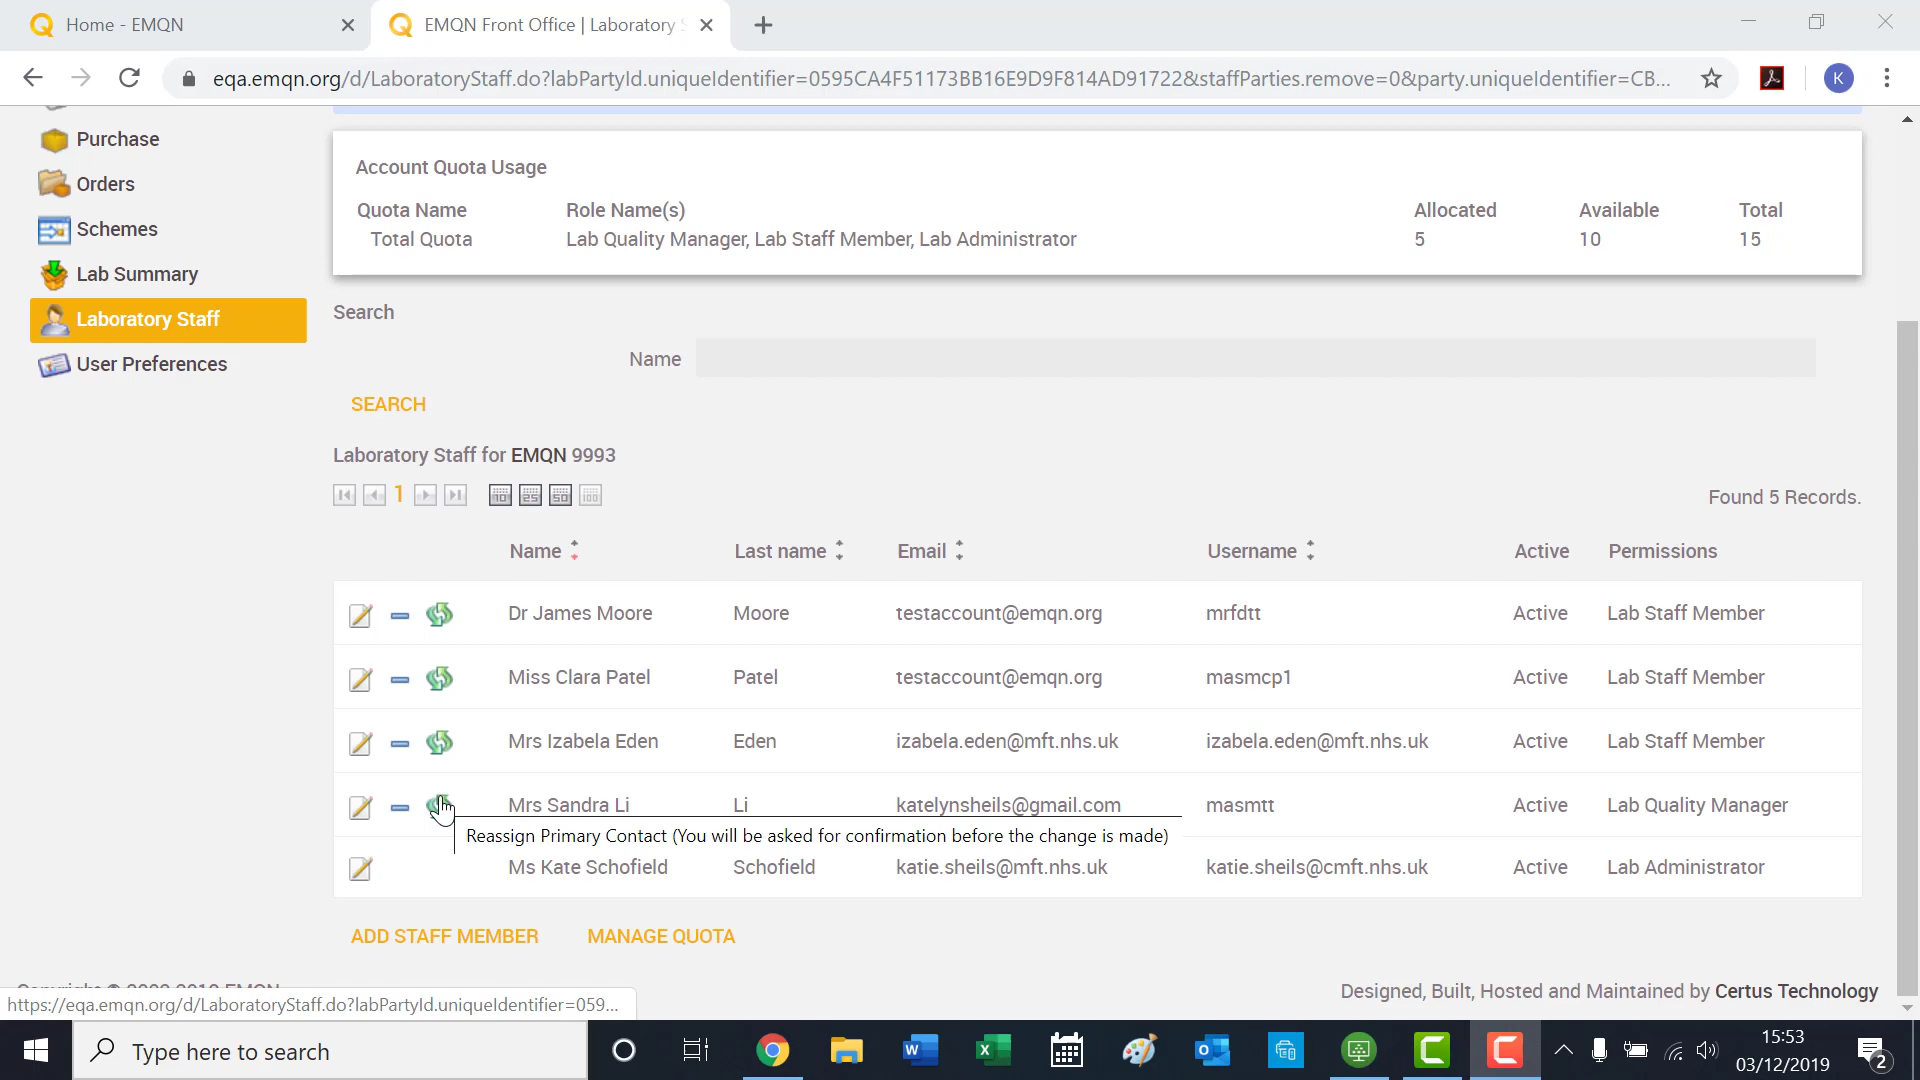 Home - EMQN
EMQN Front Office | Laboratory
eqa.emqn.org/d/LaboratoryStaff.do?labPartyId.uniqueIdentifier=0595CA4F51173BB16E9D9F814AD91722&staffParties.remove=0&party.uniqueIdentifier=CB...
K
Purchase
Orders
Schemes
Lab Summary
Laboratory Staff
User Preferences
Account Quota Usage
Quota Name Role Name(s) Allocated Available Total
Total Quota Lab Quality Manager, Lab Staff Member, Lab Administrator 5 10 15
Search
Name
SEARCH
Laboratory Staff for EMQN 9993
1 10 25 50 100
Found 5 Records.
Name Last name Email Username Active Permissions
Dr James Moore Moore testaccount@emqn.org mrfdtt Active Lab Staff Member
Miss Clara Patel Patel testaccount@emqn.org masmcp1 Active Lab Staff Member
Mrs Izabela Eden Eden izabela.eden@mft.nhs.uk izabela.eden@mft.nhs.uk Active Lab Staff Member
Mrs Sandra Li Li katelynsheils@gmail.com masmtt Active Lab Quality Manager
Reassign Primary Contact (You will be asked for confirmation before the change is made)
Ms Kate Schofield Schofield katie.sheils@mft.nhs.uk katie.sheils@cmft.nhs.uk Active Lab Administrator
ADD STAFF MEMBER MANAGE QUOTA
Designed, Built, Hosted and Maintained by Certus Technology
https://eqa.emqn.org/d/LaboratoryStaff.do?labPartyId.uniqueIdentifier=059...
Type here to search
15:53
03/12/2019
2